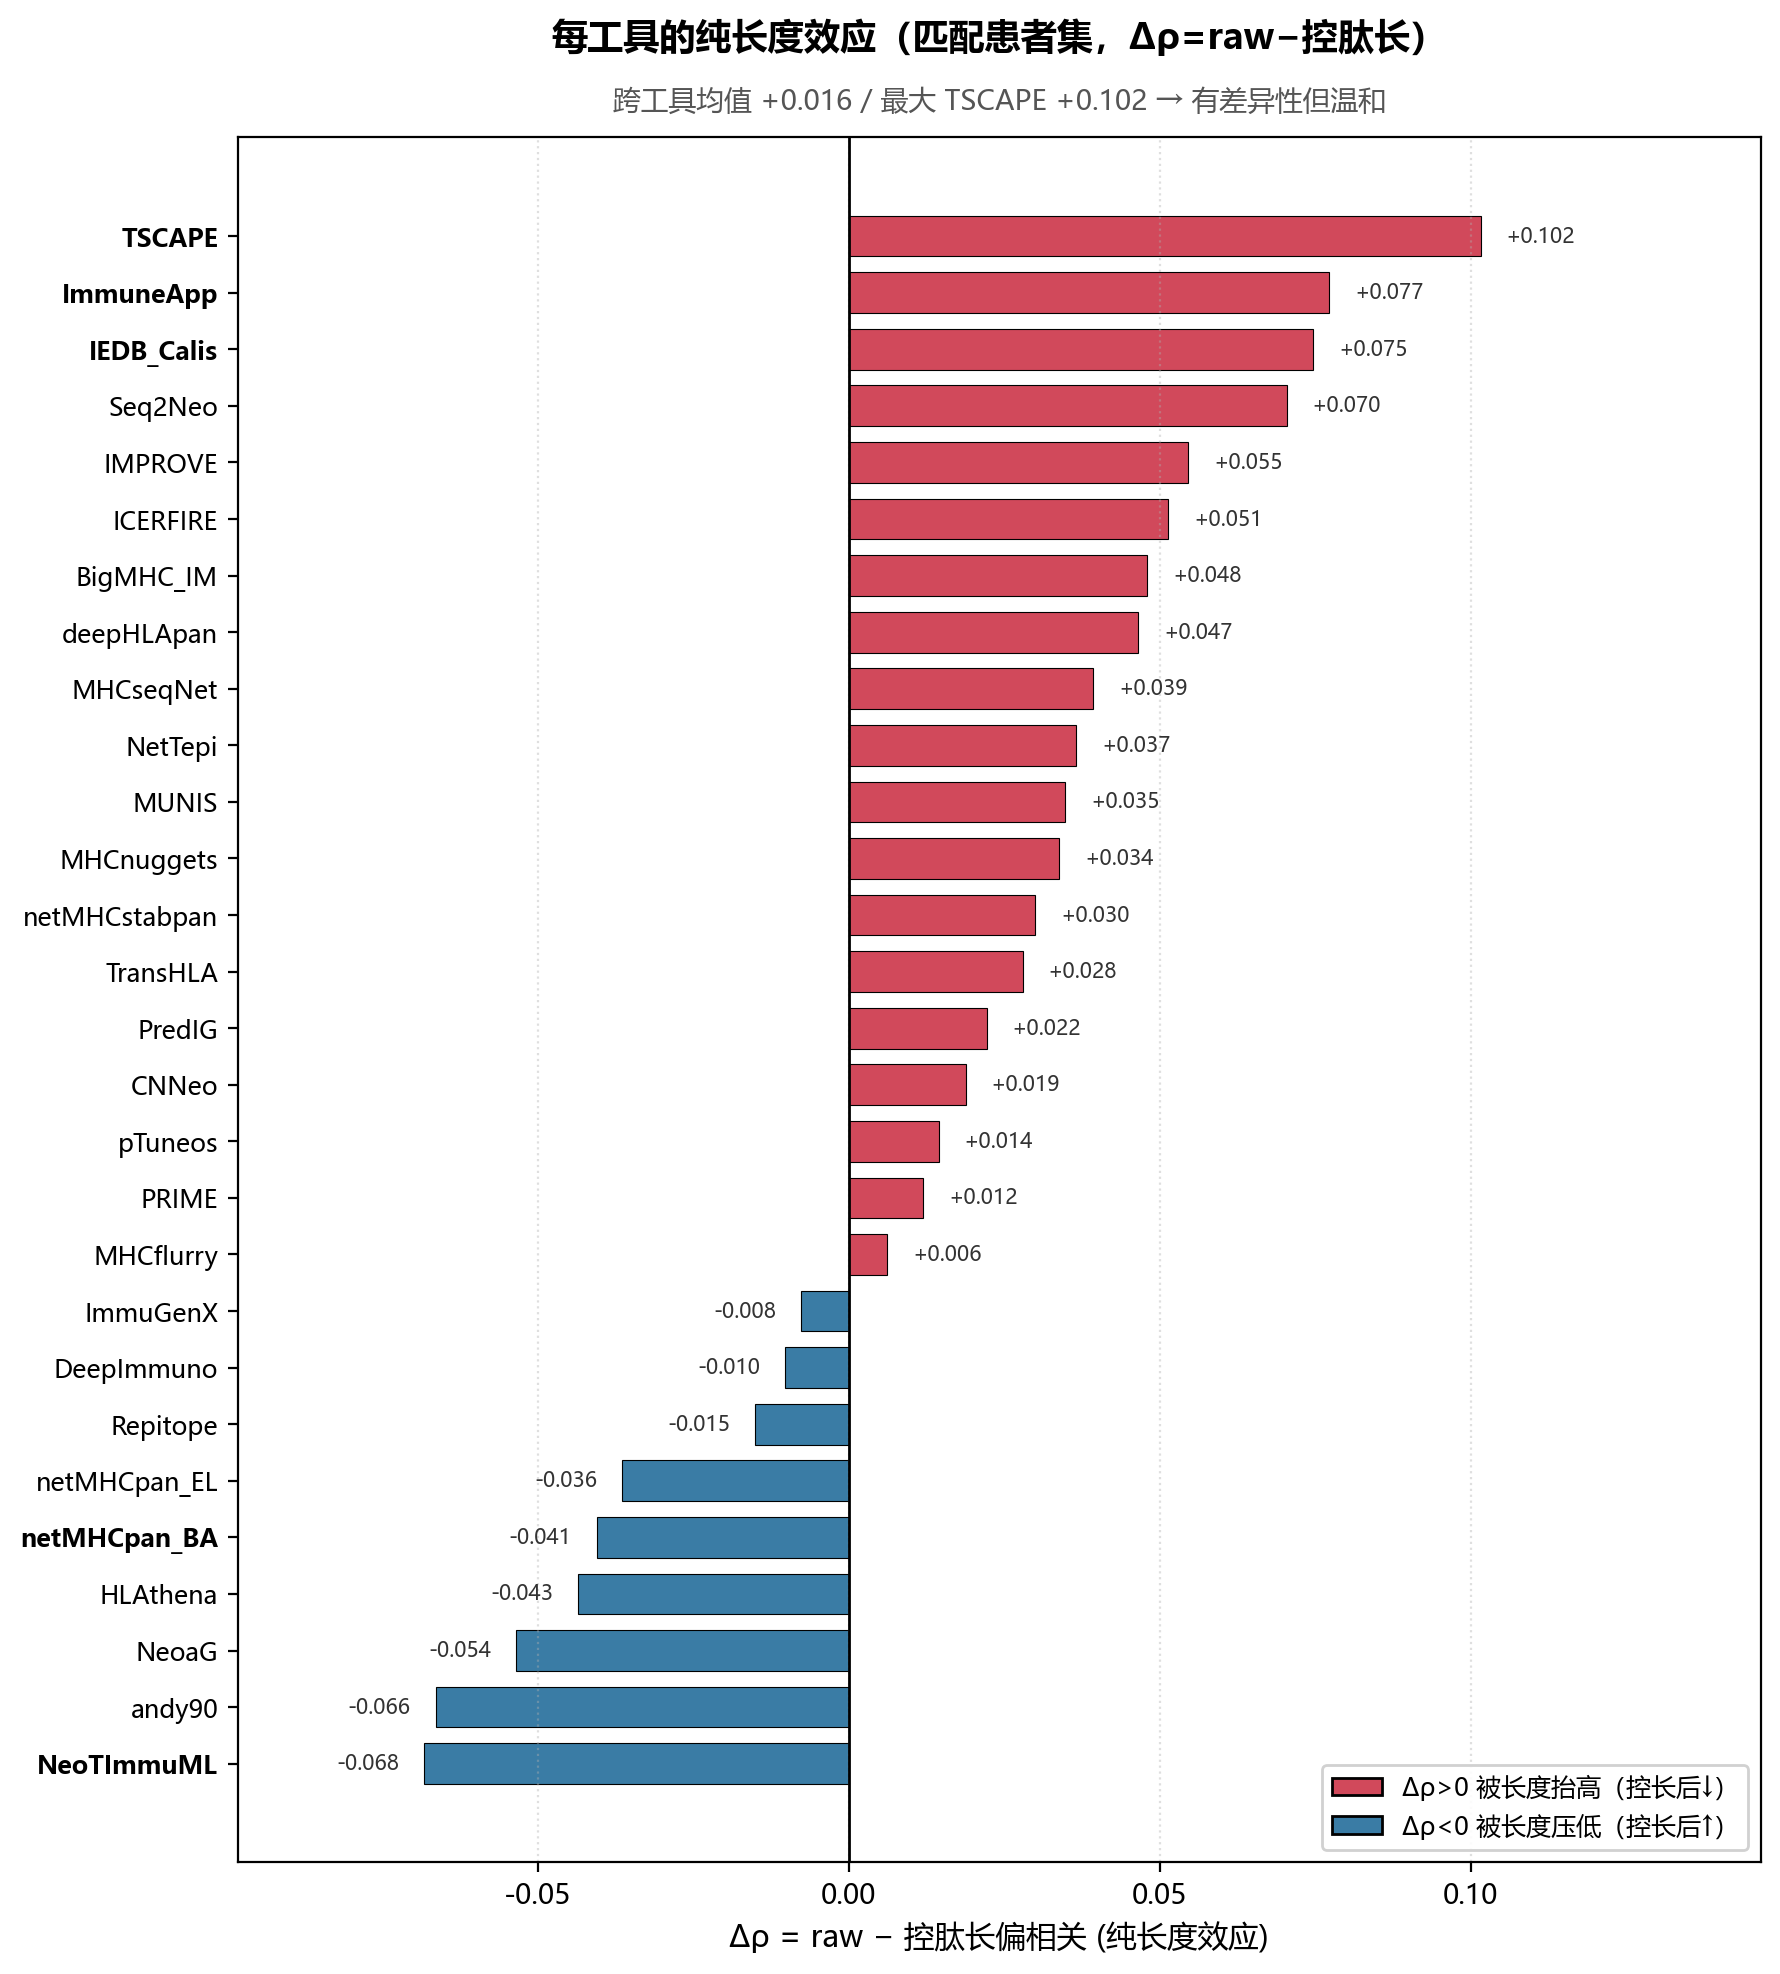 每工具的纯长度效应（匹配患者集，Δρ=raw−控肽长）
跨工具均值 +0.016 / 最大 TSCAPE +0.102 → 有差异性但温和
TSCAPE +0.102
ImmuneApp +0.077
IEDB_Calis +0.075
Seq2Neo +0.070
IMPROVE +0.055
ICERFIRE +0.051
BigMHC_IM +0.048
deepHLApan +0.047
MHCseqNet +0.039
NetTepi +0.037
MUNIS +0.035
MHCnuggets +0.034
netMHCstabpan +0.030
TransHLA +0.028
PredIG +0.022
CNNeo +0.019
pTuneos +0.014
PRIME +0.012
MHCflurry +0.006
ImmuGenX -0.008
DeepImmuno -0.010
Repitope -0.015
netMHCpan_EL -0.036
netMHCpan_BA -0.041
HLAthena -0.043
NeoaG -0.054
andy90 -0.066
NeoTImmuML -0.068
Δρ>0 被长度抬高（控长后↓）
Δρ<0 被长度压低（控长后↑）
-0.05 0.00 0.05 0.10
Δρ = raw − 控肽长偏相关 (纯长度效应)